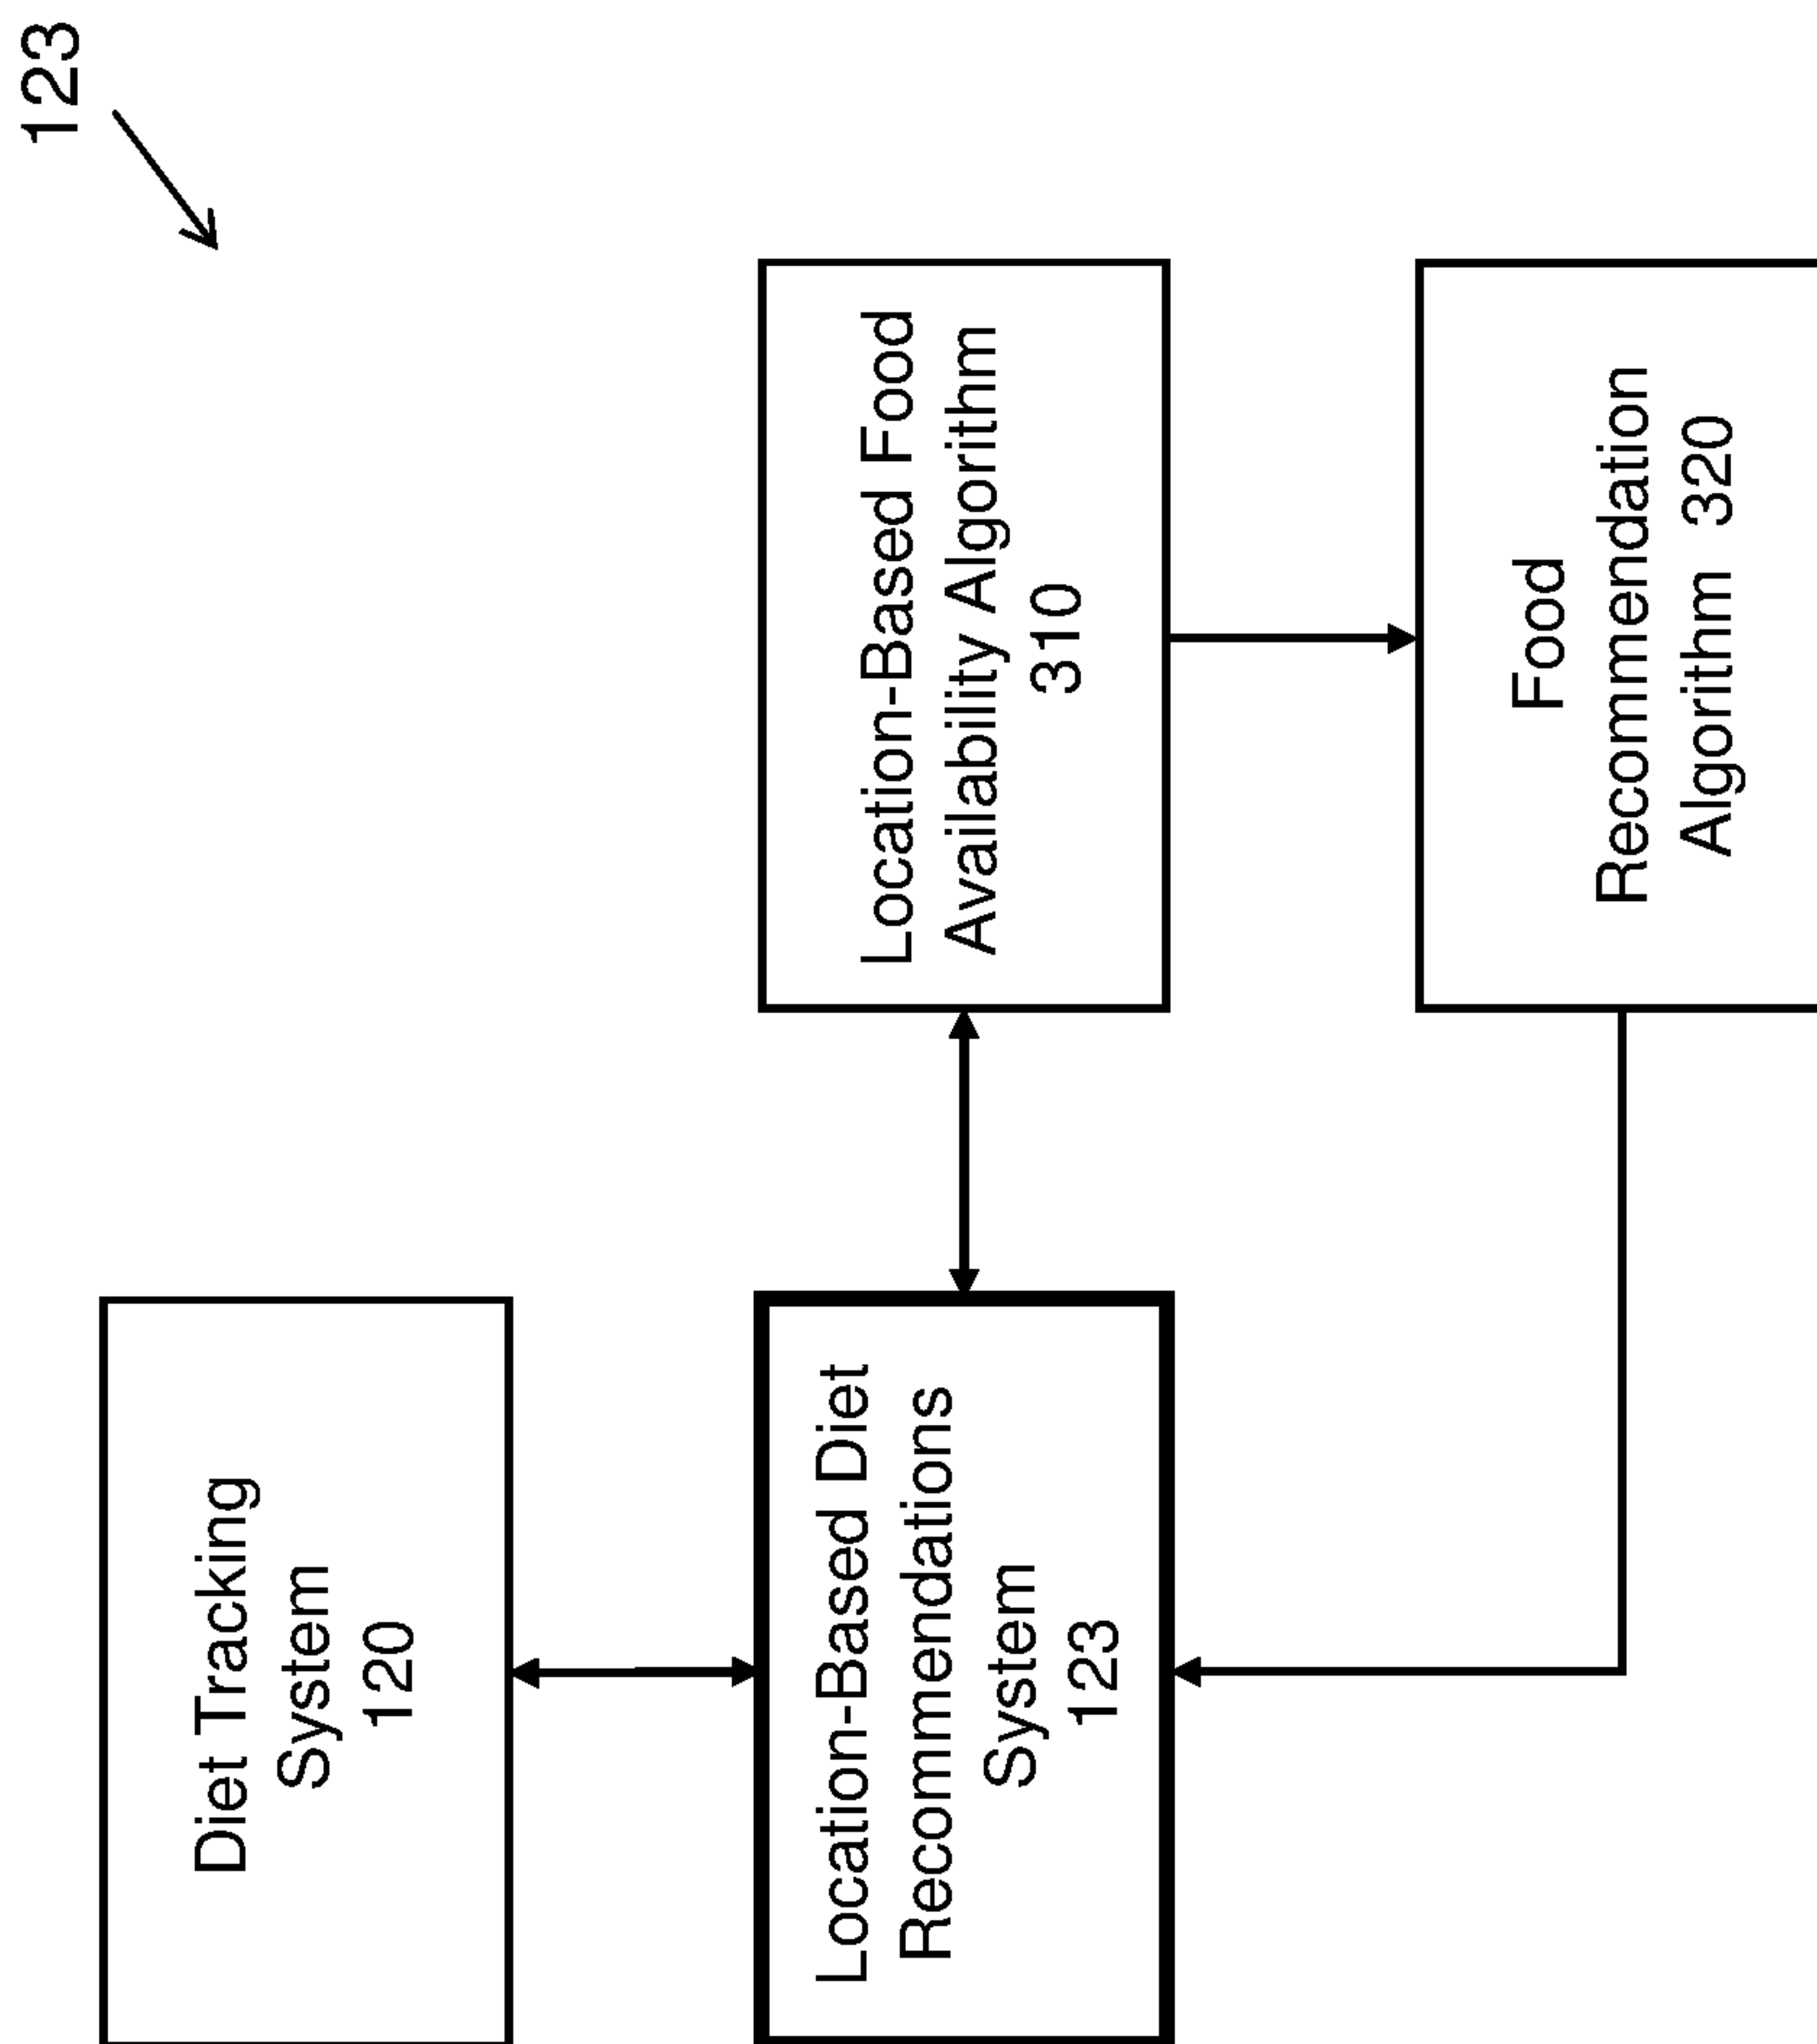 123
Diet Tracking
System
120
Location-Based Diet
Recommendations
System
123
Location-Based Food
Availability Algorithm
310
Food
Recommendation
Algorithm 320